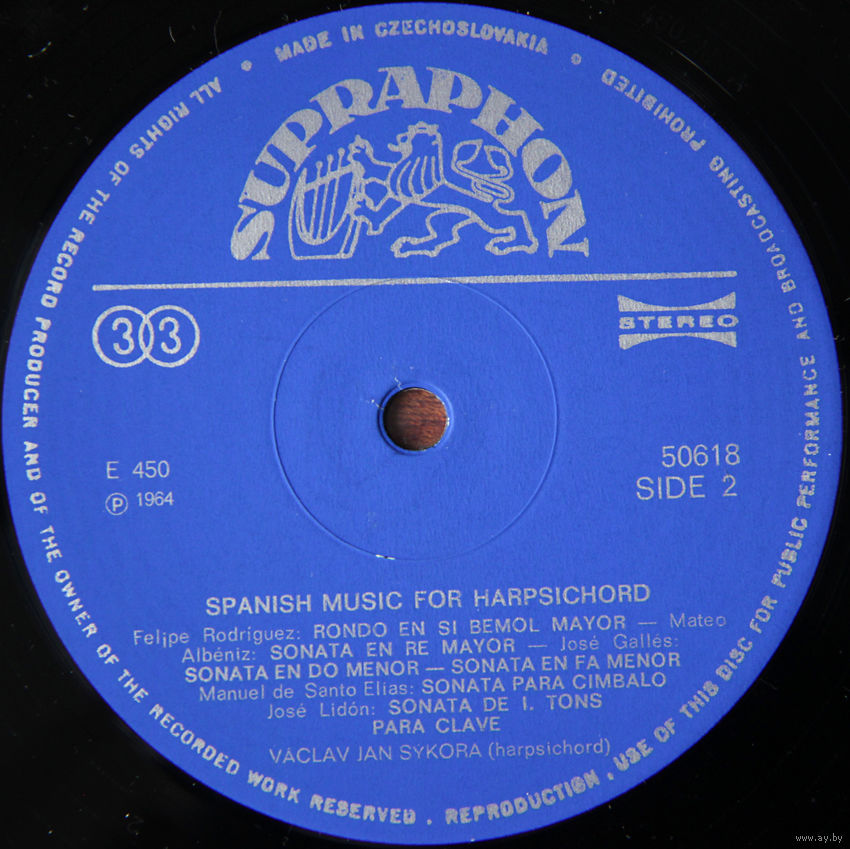 ALL RIGHTS OF THE RECORD PRODUCER AND OF THE OWNER OF THE RECORDED WORK RESERVED . REPRODUCTION . USE OF THIS DISC FOR PUBLIC PERFORMANCE AND BROADCASTING PROHIBITED
• MADE IN CZECHOSLOVAKIA •
SUPRAPHON
33
STEREO
E 450
50618
℗ 1964
SIDE 2
SPANISH MUSIC FOR HARPSICHORD
Felipe Rodríguez: RONDO EN SI BEMOL MAYOR — Mateo
Albéniz: SONATA EN RE MAYOR — José Gallés:
SONATA EN DO MENOR — SONATA EN FA MENOR
Manuel de Santo Elías: SONATA PARA CIMBALO
José Lidón: SONATA DE I. TONS
PARA CLAVE
VÁCLAV JAN SÝKORA (harpsichord)
www.ay.by